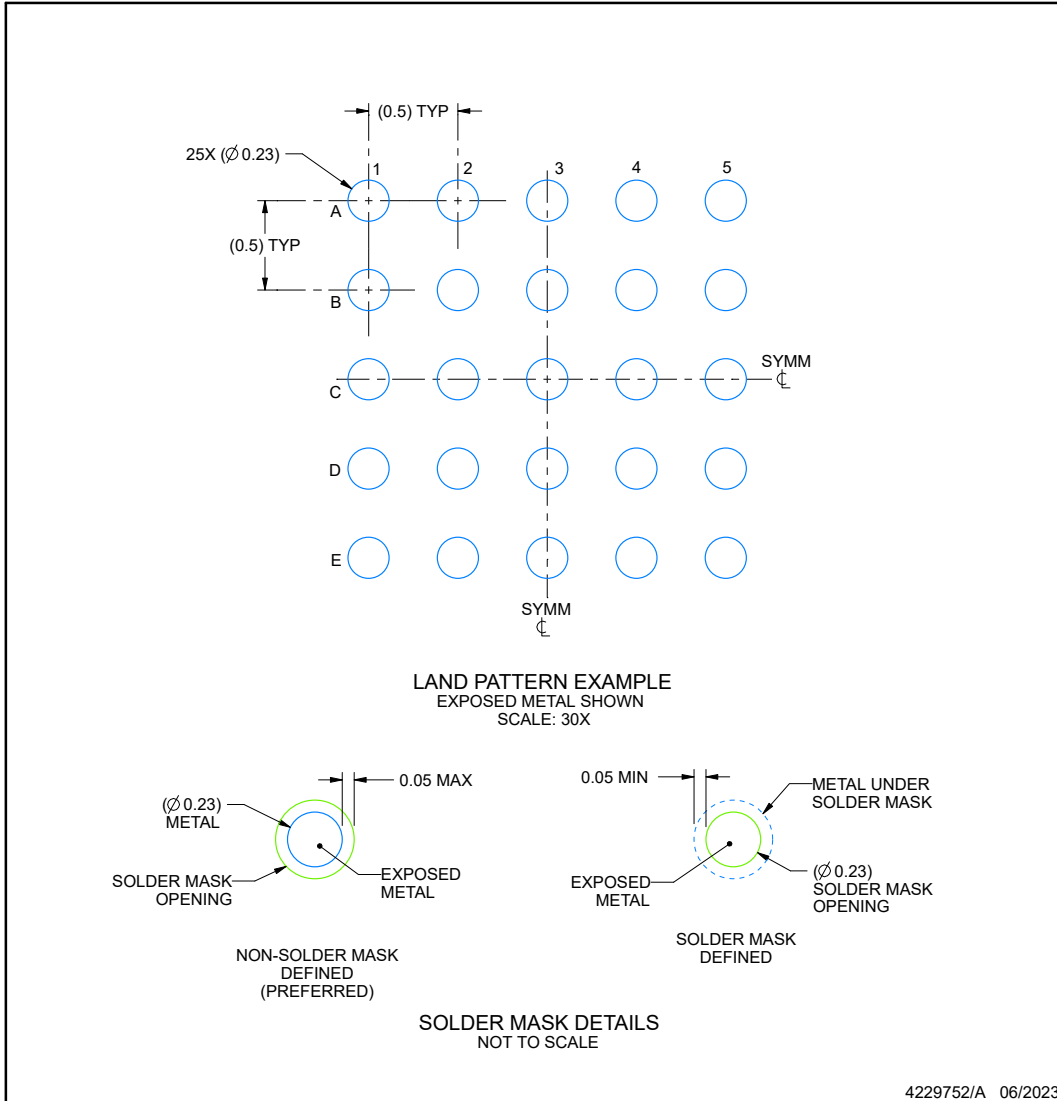 (0.5) TYP
25X (∅ 0.23)
1
2
3
4
5
A
(0.5) TYP
B
C
SYMM
℄
D
E
SYMM
℄
LAND PATTERN EXAMPLE
EXPOSED METAL SHOWN
SCALE: 30X
(∅ 0.23)
METAL
0.05 MAX
SOLDER MASK
OPENING
EXPOSED
METAL
NON-SOLDER MASK
DEFINED
(PREFERRED)
0.05 MIN
METAL UNDER
SOLDER MASK
EXPOSED
METAL
(∅ 0.23)
SOLDER MASK
OPENING
SOLDER MASK
DEFINED
SOLDER MASK DETAILS
NOT TO SCALE
4229752/A 06/2023